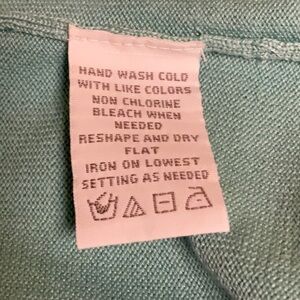 HAND WASH COLD
WITH LIKE COLORS
NON CHLORINE
BLEACH WHEN
NEEDED
RESHAPE AND DRY
FLAT
IRON ON LOWEST
SETTING AS NEEDED